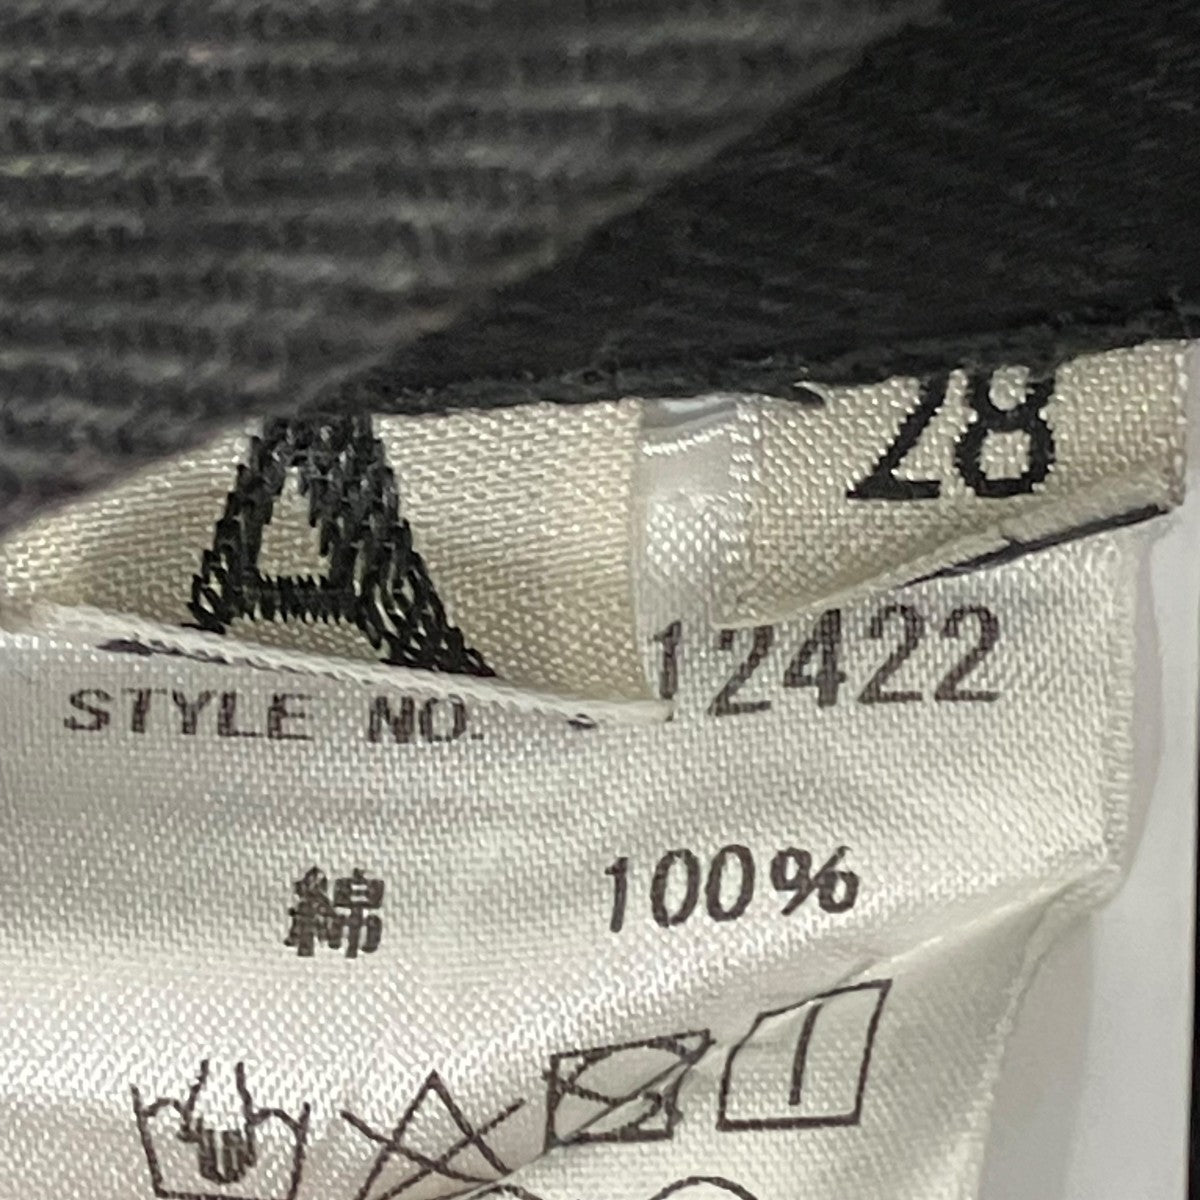 28
A
12422
STYLE NO.
綿 100%